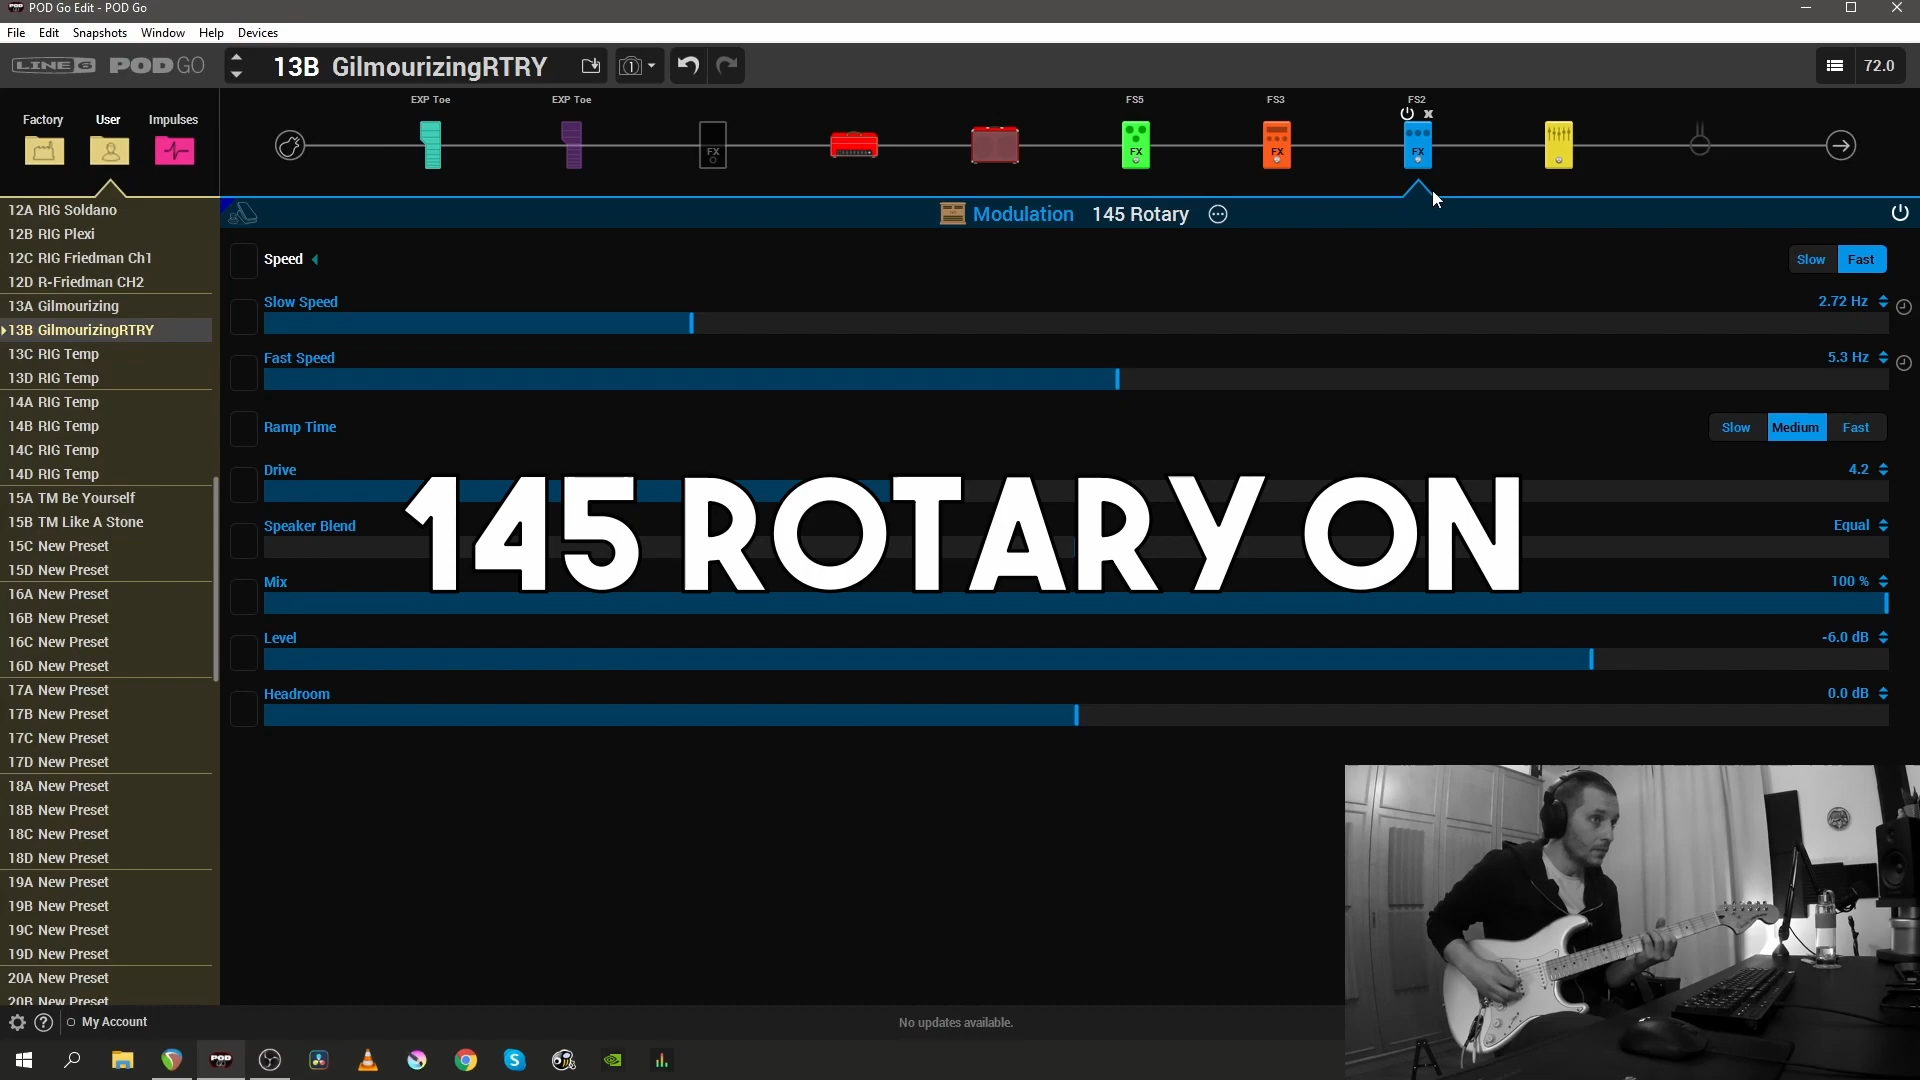 POD Go Edit - POD Go
File Edit Snapshots Window Help Devices
LINE 6 POD GO 13B GilmourizingRTRY 1 72.0
Factory User Impulses
EXP Toe EXP Toe FS5 FS3 FS2
FX FX FX FX
12A RIG Soldano
12B RIG Plexi
12C RIG Friedman Ch1
12D R-Friedman CH2
13A Gilmourizing
13B GilmourizingRTRY
13C RIG Temp
13D RIG Temp
14A RIG Temp
14B RIG Temp
14C RIG Temp
14D RIG Temp
15A TM Be Yourself
15B TM Like A Stone
15C New Preset
15D New Preset
16A New Preset
16B New Preset
16C New Preset
16D New Preset
17A New Preset
17B New Preset
17C New Preset
17D New Preset
18A New Preset
18B New Preset
18C New Preset
18D New Preset
19A New Preset
19B New Preset
19C New Preset
19D New Preset
20A New Preset
20B New Preset
Modulation 145 Rotary
Speed Slow Fast
Slow Speed 2.72 Hz
Fast Speed 5.3 Hz
Ramp Time Slow Medium Fast
Drive 4.2
Speaker Blend Equal
Mix 100 %
Level -6.0 dB
Headroom 0.0 dB
145 ROTARY ON
My Account
No updates available.
POD GO